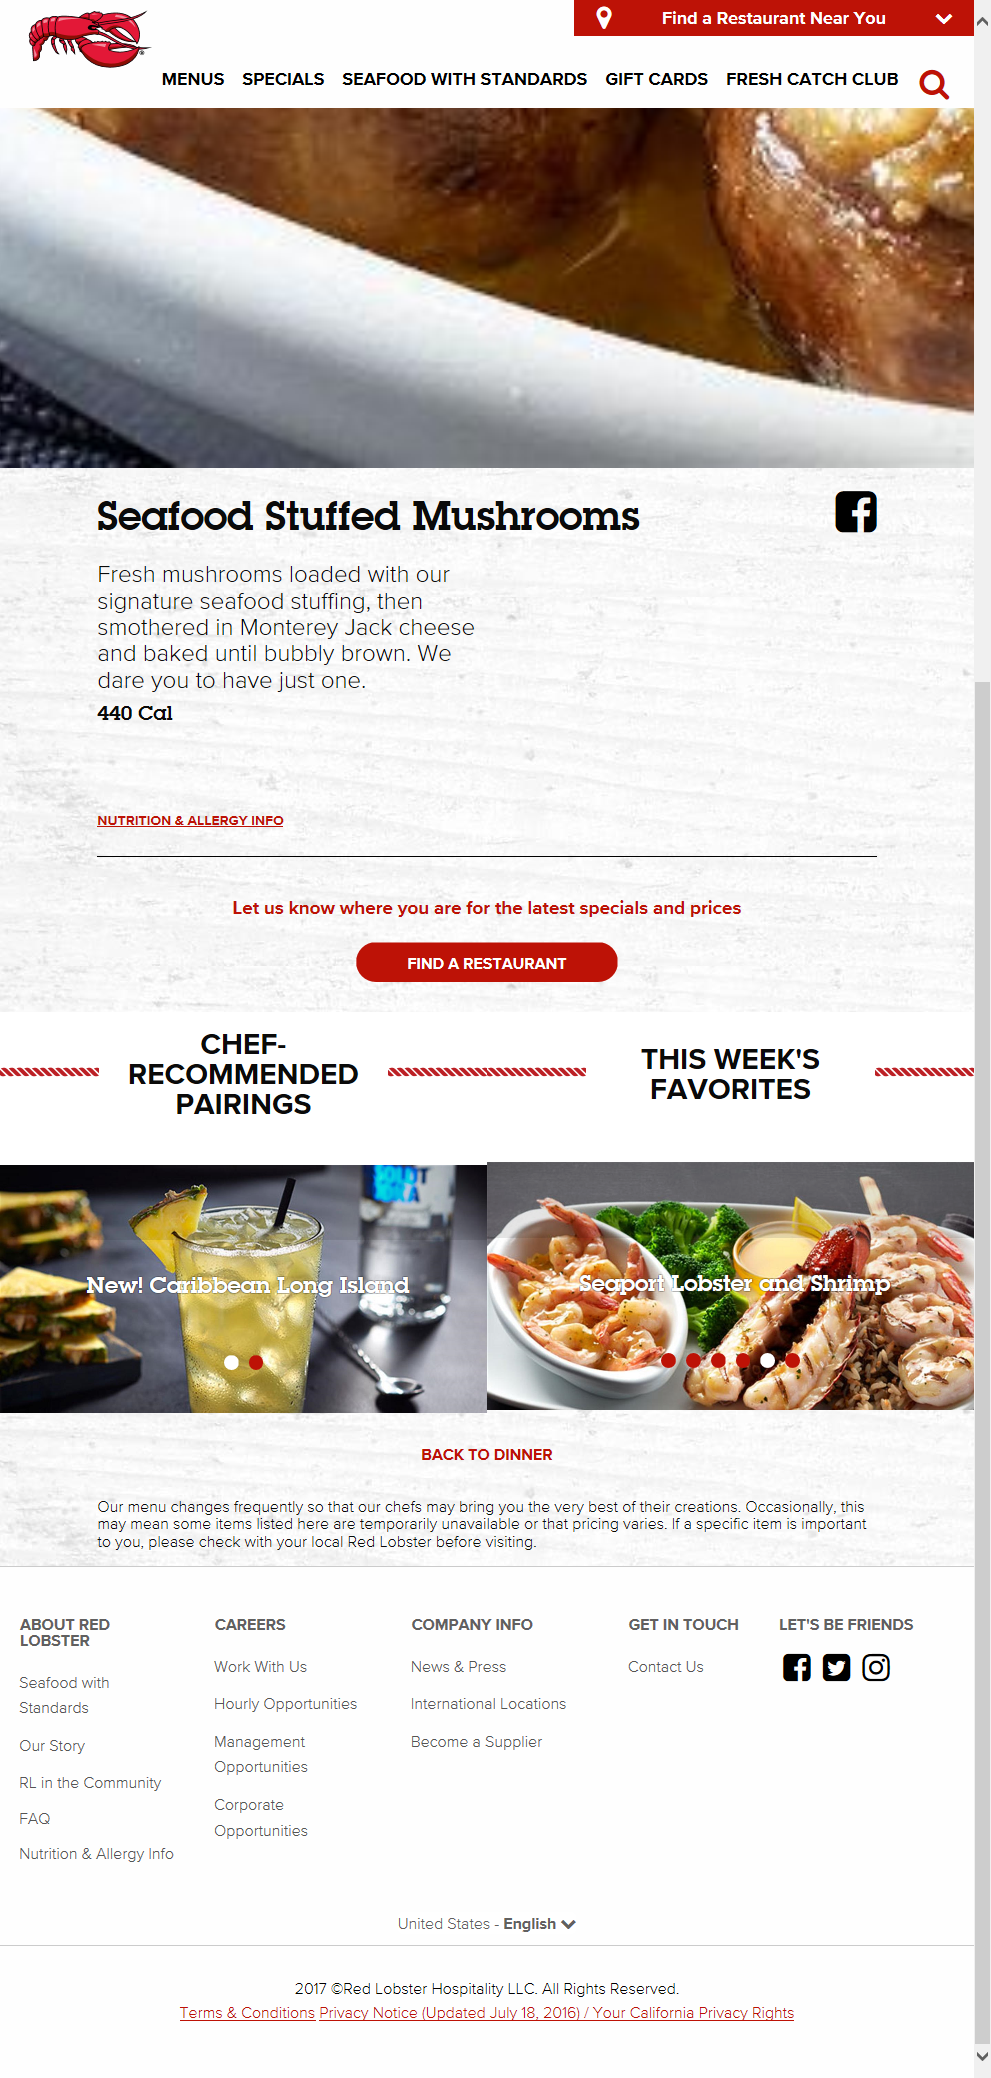 Find a Restaurant Near You
MENUS SPECIALS SEAFOOD WITH STANDARDS GIFT CARDS FRESH CATCH CLUB
Seafood Stuffed Mushrooms
Fresh mushrooms loaded with our
signature seafood stuffing, then
smothered in Monterey Jack cheese
and baked until bubbly brown. We
dare you to have just one.
440 Cal
NUTRITION & ALLERGY INFO
Let us know where you are for the latest specials and prices
FIND A RESTAURANT
CHEF-
RECOMMENDED
PAIRINGS
THIS WEEK'S
FAVORITES
New! Caribbean Long Island
Seaport Lobster and Shrimp
BACK TO DINNER
Our menu changes frequently so that our chefs may bring you the very best of their creations. Occasionally, this
may mean some items listed here are temporarily unavailable or that pricing varies. If a specific item is important
to you, please check with your local Red Lobster before visiting.
ABOUT RED
LOBSTER
Seafood with
Standards
Our Story
RL in the Community
FAQ
Nutrition & Allergy Info
CAREERS
Work With Us
Hourly Opportunities
Management
Opportunities
Corporate
Opportunities
COMPANY INFO
News & Press
International Locations
Become a Supplier
GET IN TOUCH
Contact Us
LET'S BE FRIENDS
United States - English
2017 ©Red Lobster Hospitality LLC. All Rights Reserved.
Terms & Conditions Privacy Notice (Updated July 18, 2016) / Your California Privacy Rights